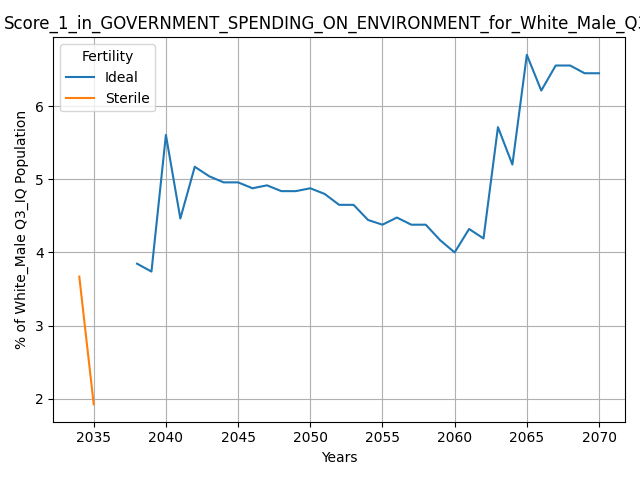 Score_1_in_GOVERNMENT_SPENDING_ON_ENVIRONMENT_for_White_Male_Q3
Fertility
Ideal
Sterile
% of White_Male Q3_IQ Population
6
5
4
3
2
2035 2040 2045 2050 2055 2060 2065 2070
Years